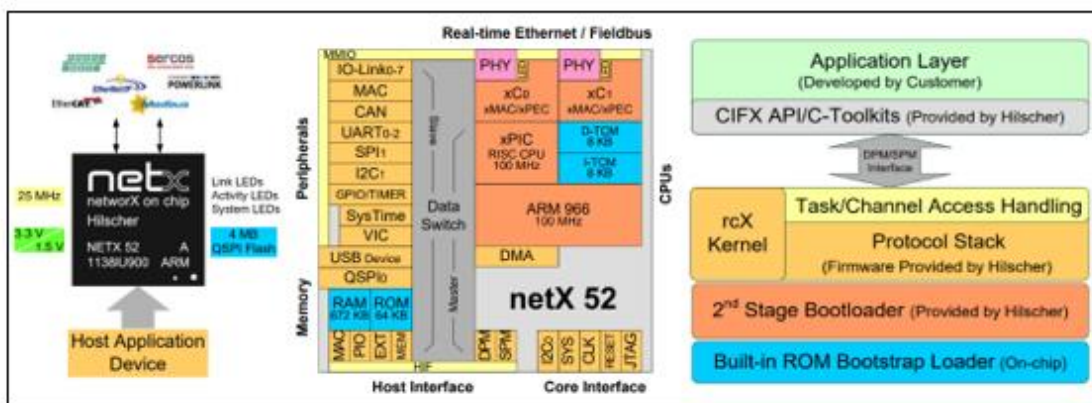 sercos
POWERLINK
EtherNet/IP
EtherCAT
Modbus
netx
networX on chip
Hilscher
NETX 52 A
1138IU900 ARM
25 MHz
3.3 V
1.5 V
Link LEDs
Activity LEDs
System LEDs
4 MB
QSPI Flash
Host Application
Device
Real-time Ethernet / Fieldbus
MMIO
Peripherals
IO-Link0-7
MAC
CAN
UART0-2
SPI1
I2C1
GPIO/TIMER
SysTime
VIC
USB Device
QSPI0
Memory
RAM
672 KB
ROM
64 KB
MAC
PIO
EXT
MEM
HIF
Host Interface
Slave
Data
Switch
Master
PHY
LED
PHY
LED
xC0
xMAC/xPEC
xC1
xMAC/xPEC
xPIC
RISC CPU
100 MHz
D-TCM
8 KB
I-TCM
8 KB
ARM 966
100 MHz
CPUs
DMA
netX 52
DPM
SPM
I2C0
SYS
CLK
RESET
JTAG
Core Interface
Application Layer
(Developed by Customer)
CIFX API/C-Toolkits (Provided by Hilscher)
DPM/SPM
Interface
rcX
Kernel
Task/Channel Access Handling
Protocol Stack
(Firmware Provided by Hilscher)
2nd Stage Bootloader (Provided by Hilscher)
Built-in ROM Bootstrap Loader (On-chip)